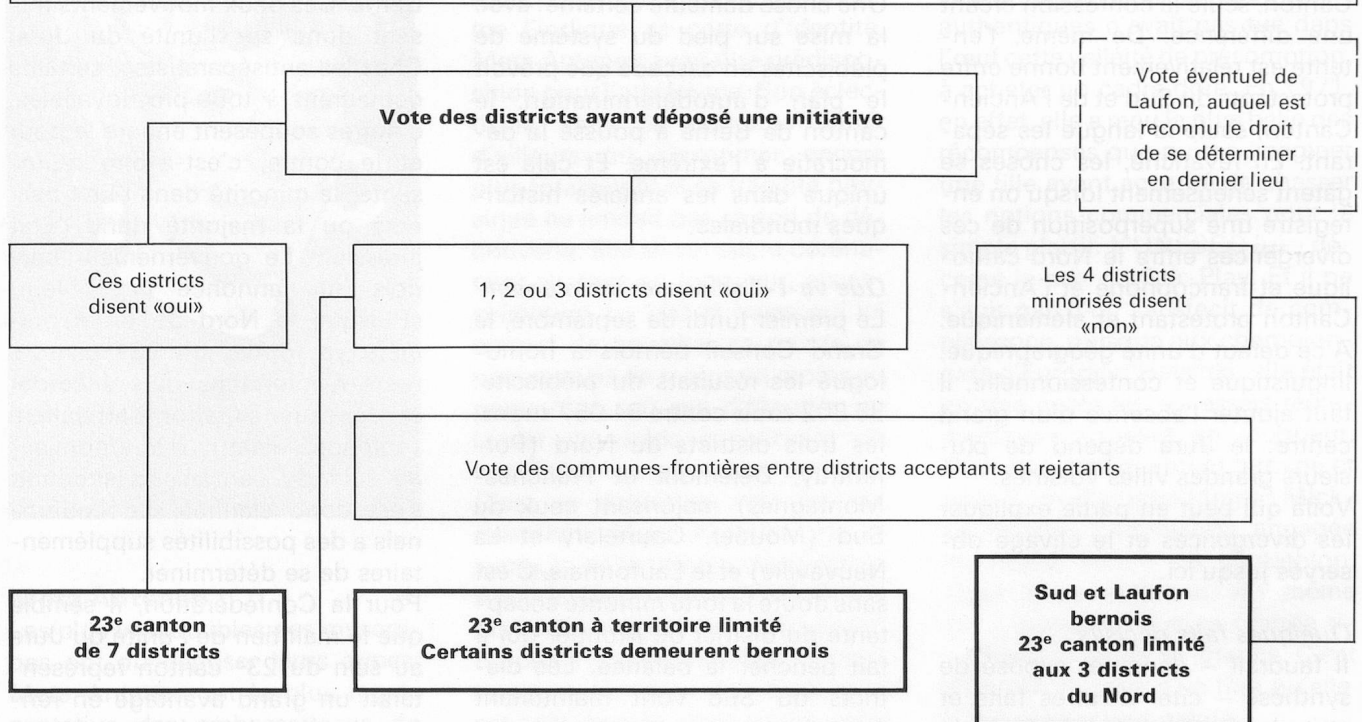 Vote éventuel de
Laufon, auquel est
reconnu le droit
de se déterminer
en dernier lieu
Vote des districts ayant déposé une initiative
Ces districts
disent «oui»
1, 2 ou 3 districts disent «oui»
Les 4 districts
minorisés disent
«non»
Vote des communes-frontières entre districts acceptants et rejetants
23e canton
de 7 districts
23e canton à territoire limité
Certains districts demeurent bernois
Sud et Laufon
bernois
23e canton limité
aux 3 districts
du Nord